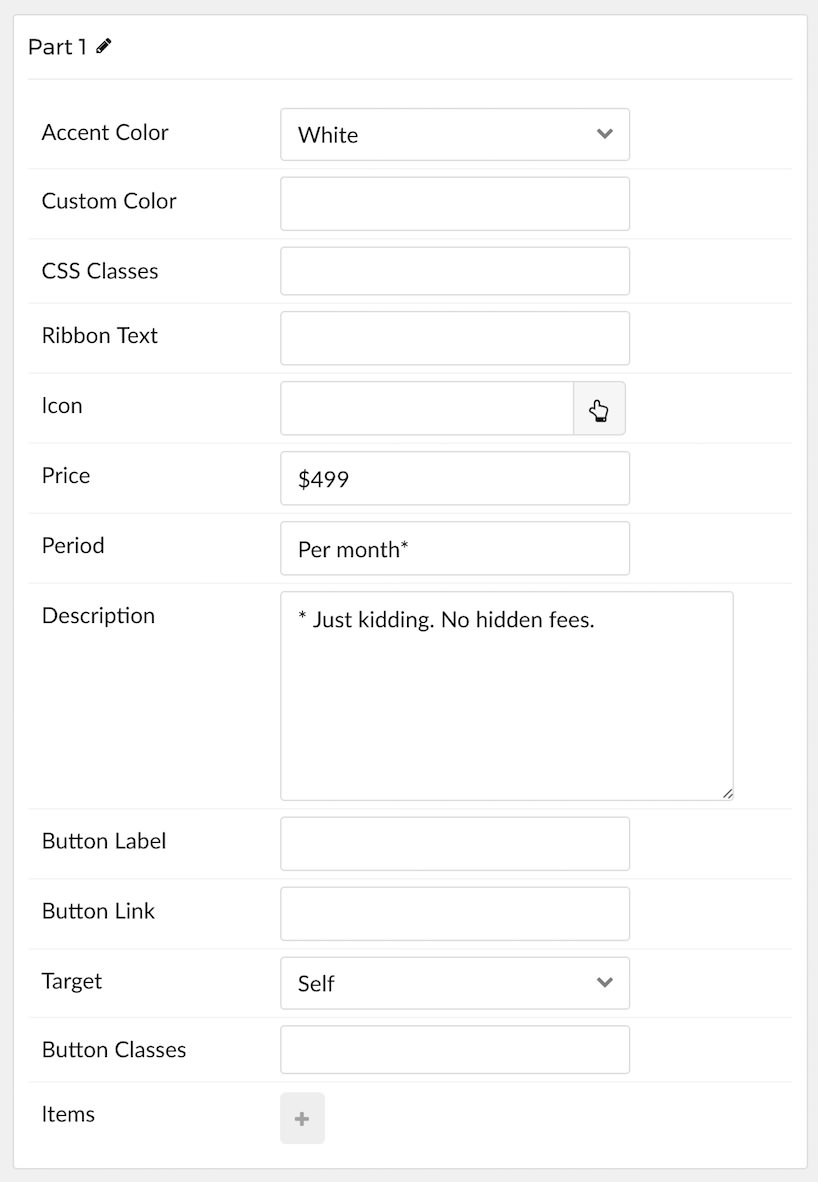 Part 1
Accent Color
White
Custom Color
CSS Classes
Ribbon Text
Icon
Price
$499
Period
Per month*
Description
* Just kidding. No hidden fees.
Button Label
Button Link
Target
Self
Button Classes
Items
+